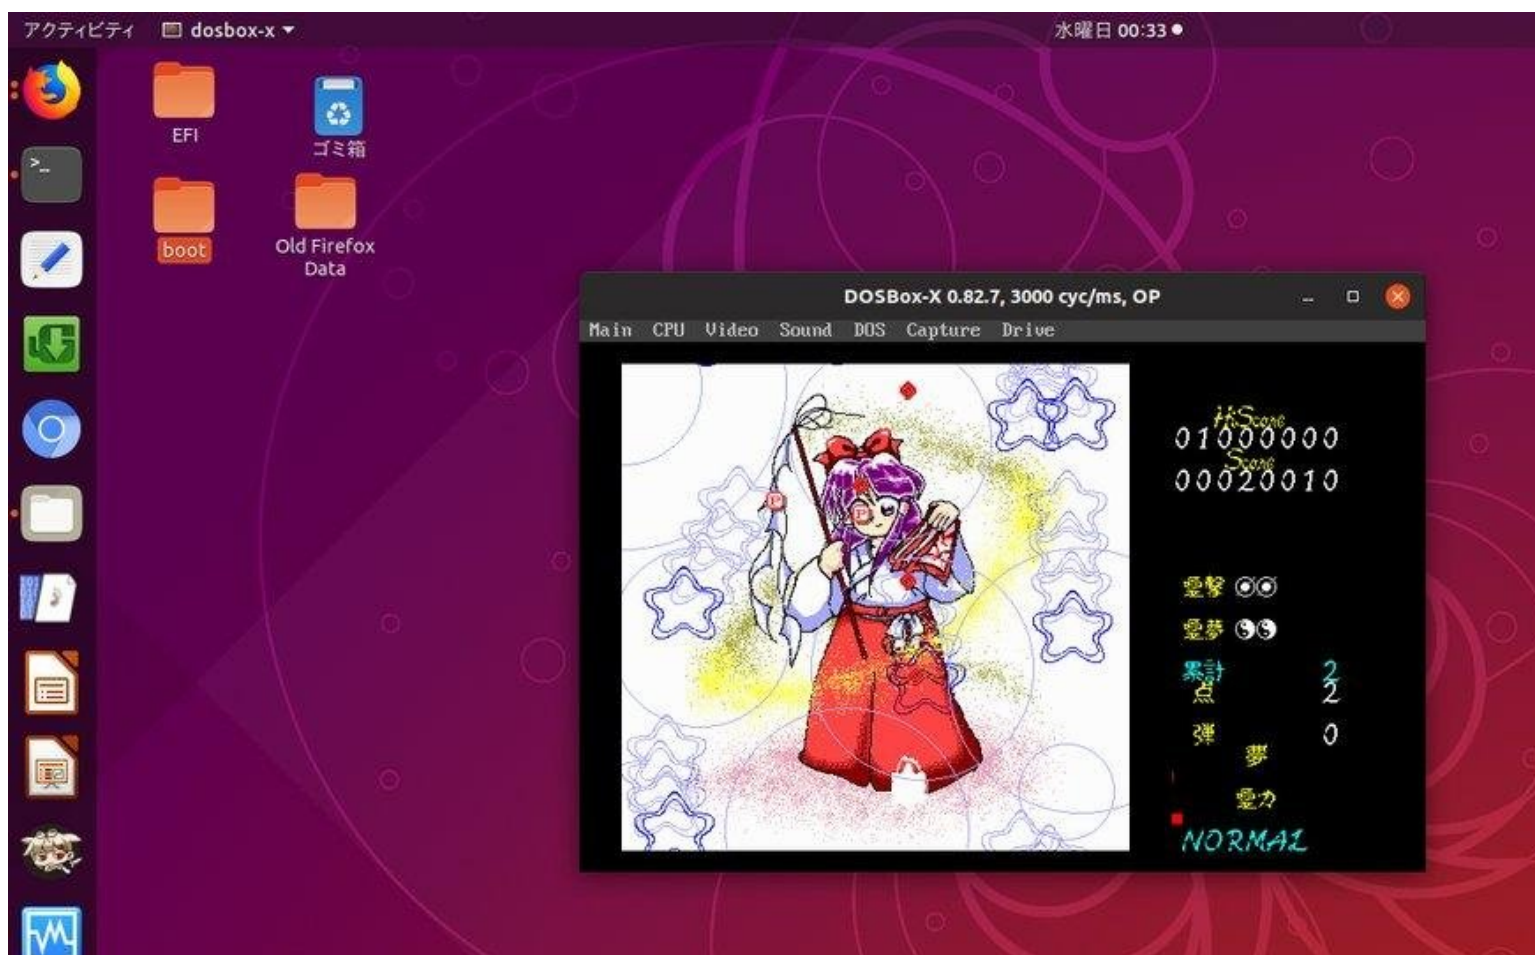 アクティビティ
dosbox-x
水曜日 00:33
EFI
ゴミ箱
boot
Old Firefox
Data
>_
DOSBox-X 0.82.7, 3000 cyc/ms, OP
Main CPU Video Sound DOS Capture Drive
HiScore
01000000
Score
00020010
P
P
霊撃
霊夢
累計 2
点 2
弾 0
夢
霊力
NORMAL